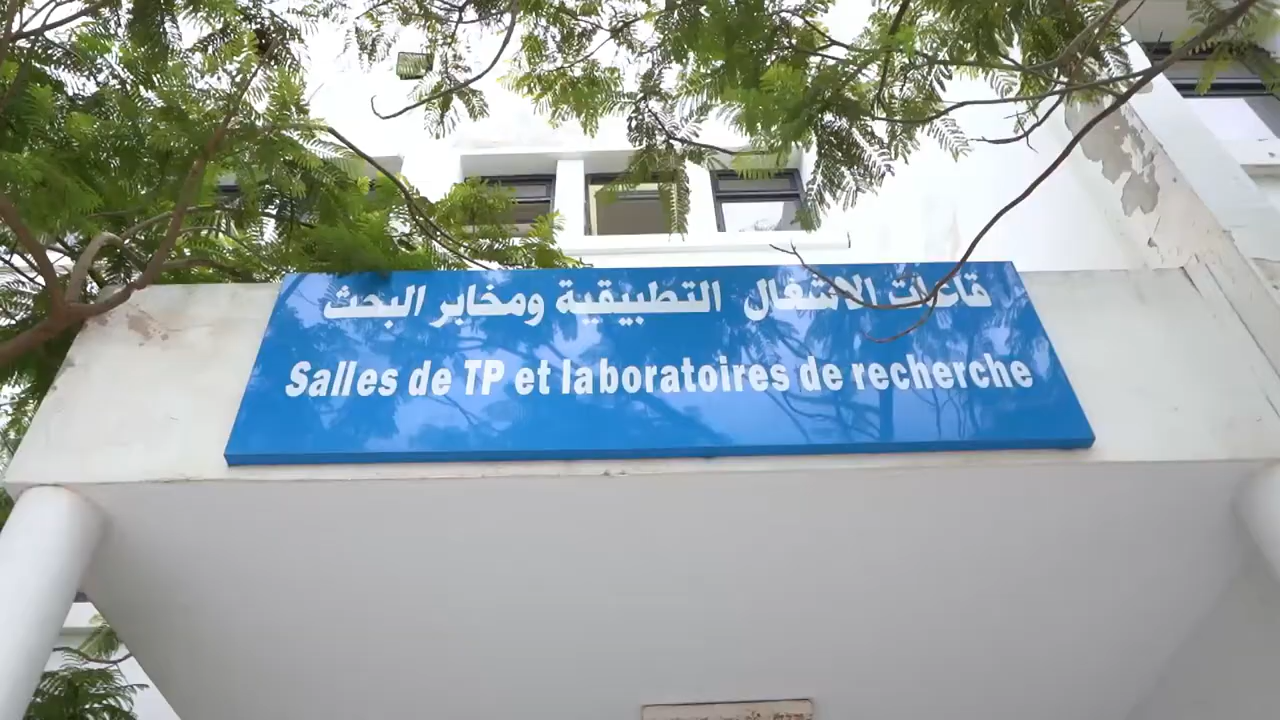 قاعات الاشغال التطبيقية ومخابر البحث
Salles de TP et laboratoires de recherche